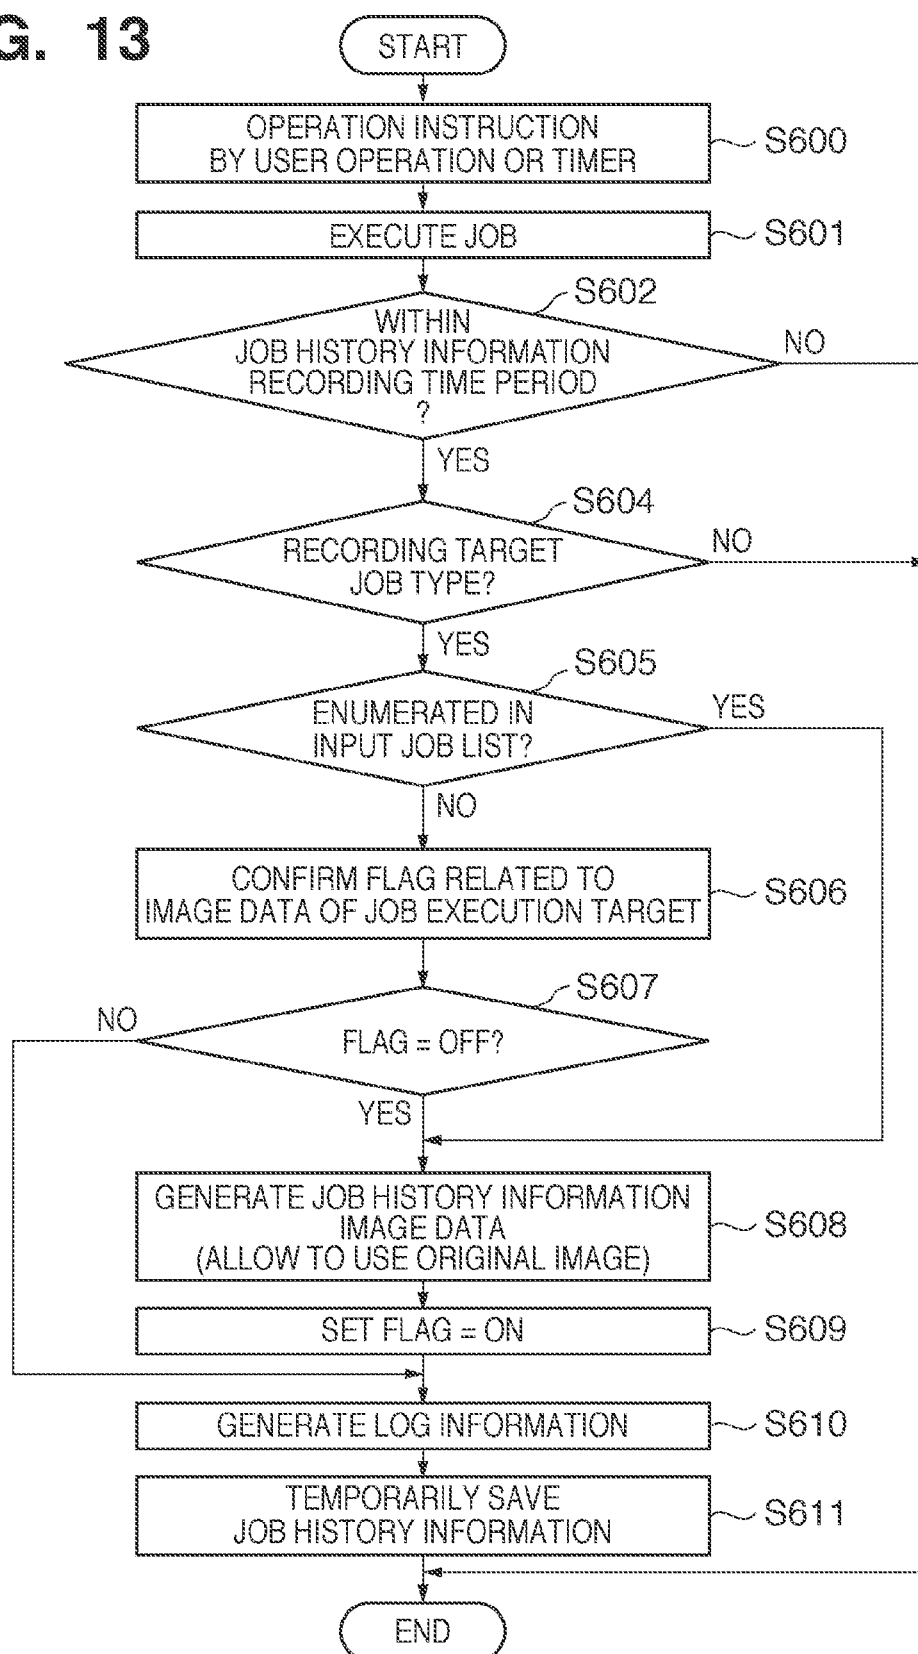 G. 13
START
OPERATION INSTRUCTION
BY USER OPERATION OR TIMER
S600
EXECUTE JOB
S601
S602
WITHIN
JOB HISTORY INFORMATION
RECORDING TIME PERIOD
?
NO
YES
S604
RECORDING TARGET
JOB TYPE?
NO
YES
S605
ENUMERATED IN
INPUT JOB LIST?
YES
NO
CONFIRM FLAG RELATED TO
IMAGE DATA OF JOB EXECUTION TARGET
S606
S607
NO
FLAG = OFF?
YES
GENERATE JOB HISTORY INFORMATION
IMAGE DATA
(ALLOW TO USE ORIGINAL IMAGE)
S608
SET FLAG = ON
S609
GENERATE LOG INFORMATION
S610
TEMPORARILY SAVE
JOB HISTORY INFORMATION
S611
END